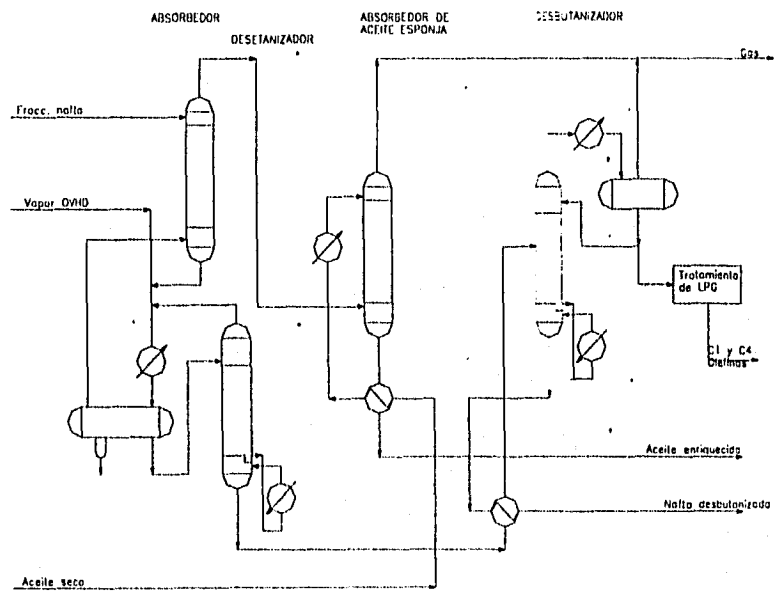 ABSORBEDOR
DESETANIZADOR
ABSORBEDOR DE
ACEITE ESPONJA
DESBUTANIZADOR
Gas
Fracc. nafta
Vapor OVHD
Tratamiento
de LPG
C1 y C4
Olefinas
Aceite enriquecido
Nafta desbutanizada
Aceite seco